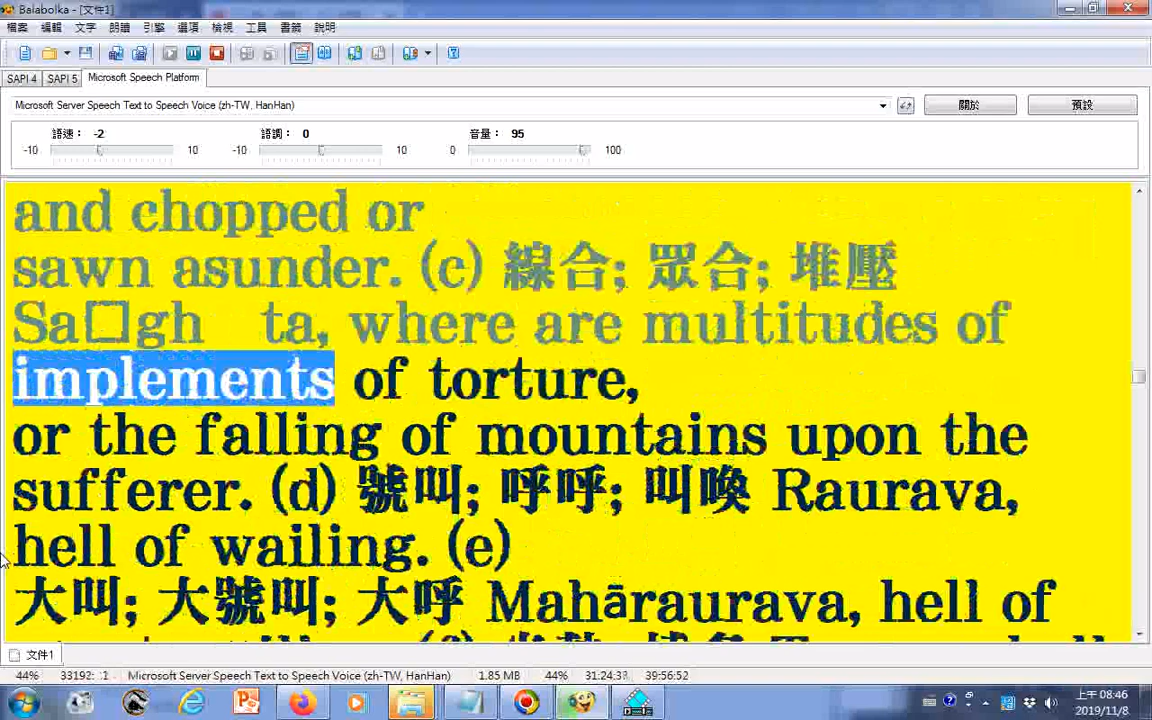 Balabolka - [文件1]
檔案 編輯 文字 朗讀 引擎 選項 檢視 工具 書籤 說明
SAPI 4 SAPI 5 Microsoft Speech Platform
Microsoft Server Speech Text to Speech Voice (zh-TW, HanHan) 關於 預設
語速： -2 語調： 0 音量： 95
-10 10 -10 10 0 100
and chopped or
sawn asunder. (c) 線合; 眾合; 堆壓
Sa□gh ta, where are multitudes of
implements of torture,
or the falling of mountains upon the
sufferer. (d) 號叫; 呼呼; 叫喚 Raurava,
hell of wailing. (e)
大叫; 大號叫; 大呼 Mahāraurava, hell of
文件1
44% Microsoft Server Speech Text to Speech Voice (zh-TW, HanHan) 1.85 MB 44% 31:24:33 39:56:52
上午 08:46
2019/11/8